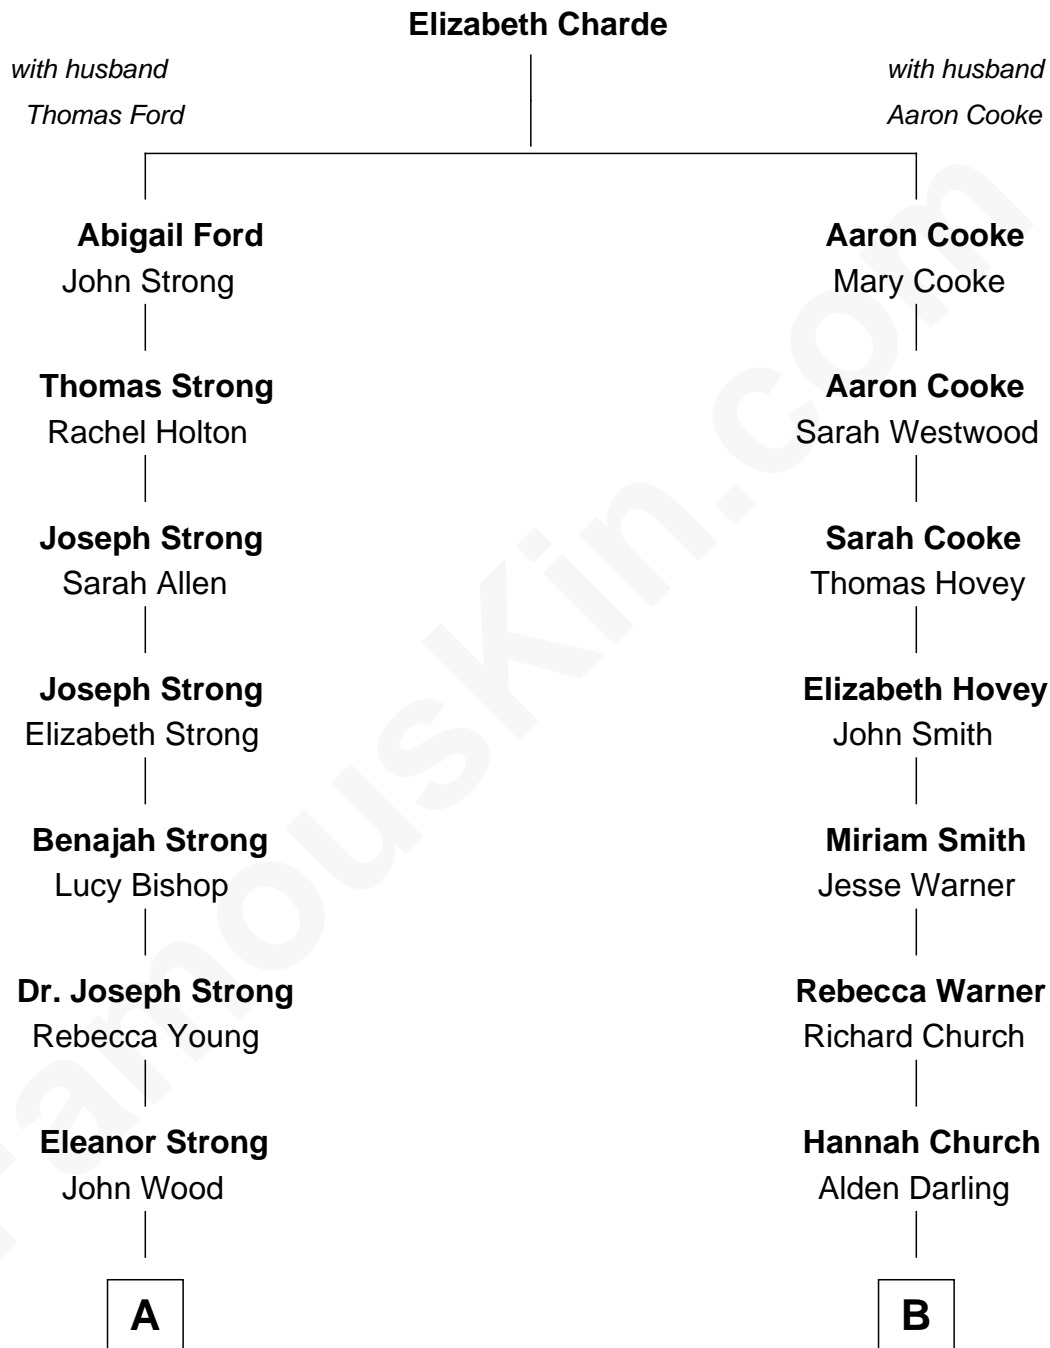 Elizabeth Charde
with husband
Thomas Ford
with husband
Aaron Cooke
Abigail Ford
John Strong
Aaron Cooke
Mary Cooke
Thomas Strong
Rachel Holton
Aaron Cooke
Sarah Westwood
Joseph Strong
Sarah Allen
Sarah Cooke
Thomas Hovey
Joseph Strong
Elizabeth Strong
Elizabeth Hovey
John Smith
Benajah Strong
Lucy Bishop
Miriam Smith
Jesse Warner
Dr. Joseph Strong
Rebecca Young
Rebecca Warner
Richard Church
Eleanor Strong
John Wood
Hannah Church
Alden Darling
A
B
FamousKin.com